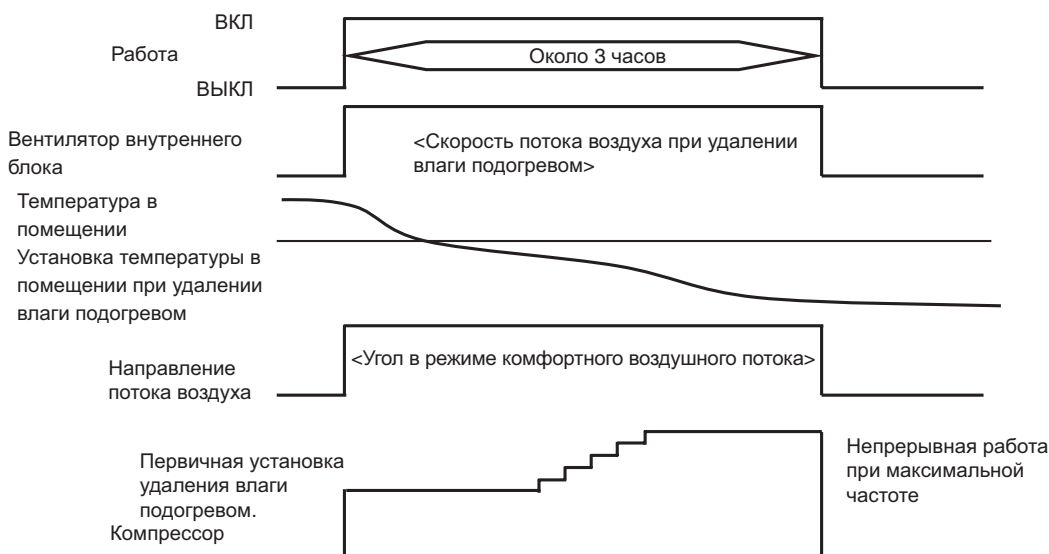 ВКЛ
Работа
Около 3 часов
ВЫКЛ
Вентилятор внутреннего
блока
<Скорость потока воздуха при удалении
влаги подогревом>
Температура в
помещении
Установка температуры в
помещении при удалении
влаги подогревом
<Угол в режиме комфортного воздушного потока>
Направление
потока воздуха
Первичная установка
удаления влаги
подогревом.
Компрессор
Непрерывная работа
при максимальной
частоте